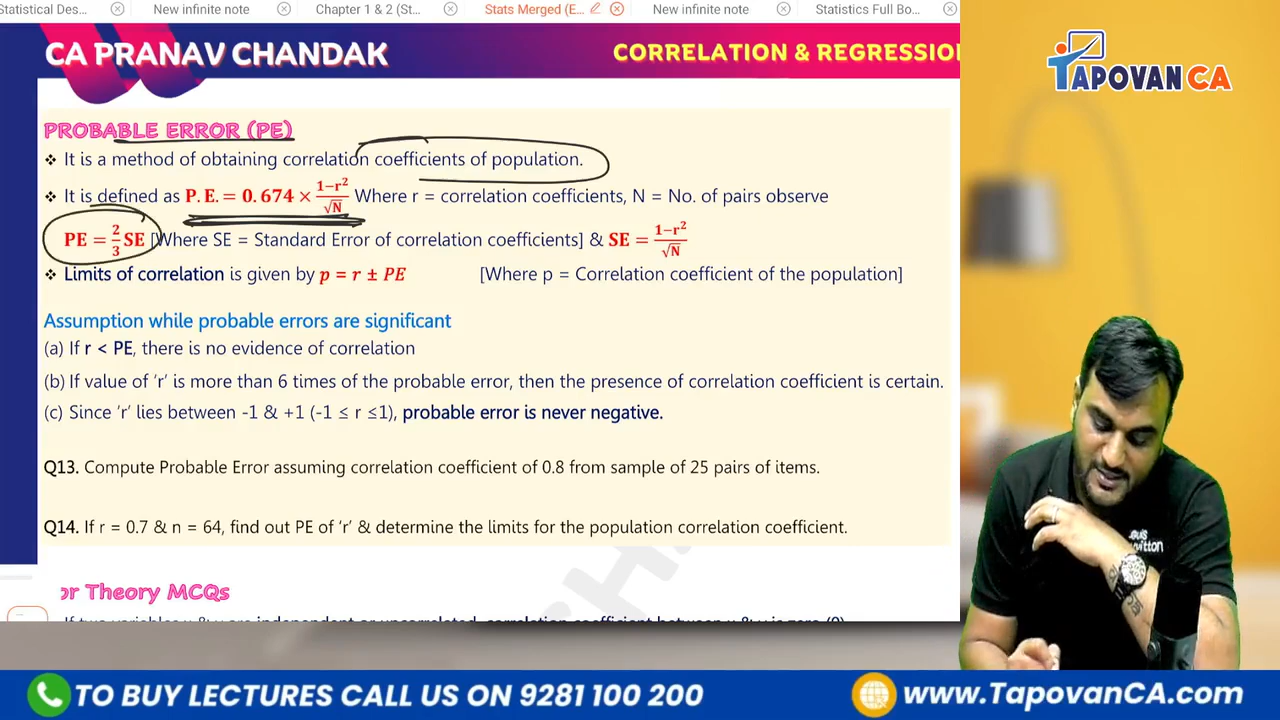 Statistical Des...
New infinite note
Chapter 1 & 2 (St...
Stats Merged (E...
New infinite note
Statistics Full Bo...
CA PRANAV CHANDAK
CORRELATION & REGRESSION
TAPOVAN CA
PROBABLE ERROR (PE)
❖ It is a method of obtaining correlation coefficients of population.
❖ It is defined as P.E. = 0.674 × (1−r²)/√N Where r = correlation coefficients, N = No. of pairs observe
PE = 2/3 SE [Where SE = Standard Error of correlation coefficients] & SE = (1−r²)/√N
❖ Limits of correlation is given by p = r ± PE [Where p = Correlation coefficient of the population]
Assumption while probable errors are significant
(a) If r < PE, there is no evidence of correlation
(b) If value of ‘r’ is more than 6 times of the probable error, then the presence of correlation coefficient is certain.
(c) Since ‘r’ lies between -1 & +1 (-1 ≤ r ≤1), probable error is never negative.
Q13. Compute Probable Error assuming correlation coefficient of 0.8 from sample of 25 pairs of items.
Q14. If r = 0.7 & n = 64, find out PE of ‘r’ & determine the limits for the population correlation coefficient.
or Theory MCQs
TO BUY LECTURES CALL US ON 9281 100 200
www.TapovanCA.com